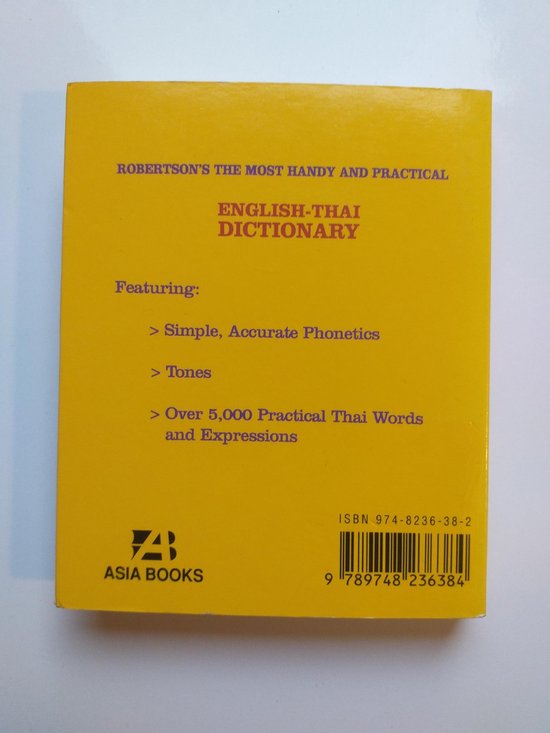 ROBERTSON'S THE MOST HANDY AND PRACTICAL
ENGLISH-THAI
DICTIONARY
Featuring:
> Simple, Accurate Phonetics
> Tones
> Over 5,000 Practical Thai Words
and Expressions
ISBN 974-8236-38-2
AB
ASIA BOOKS
9 789748 236384